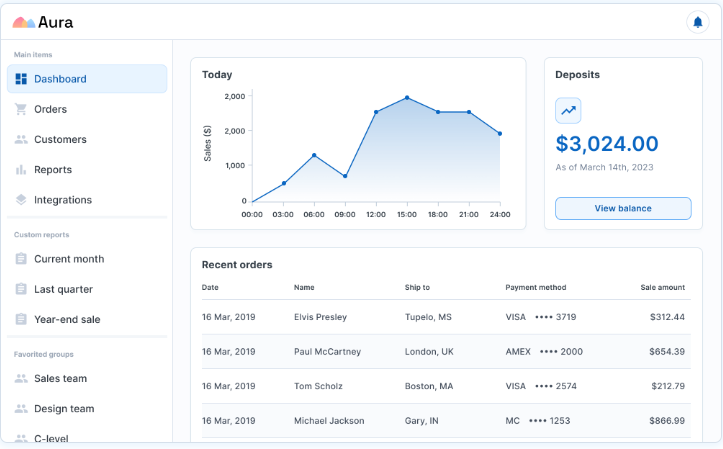 Aura
Main items
Dashboard
Orders
Customers
Reports
Integrations
Custom reports
Current month
Last quarter
Year-end sale
Favorited groups
Sales team
Design team
C-level
Today
Sales ($)
2,000
2,000
1,000
0
00:00 03:00 06:00 09:00 12:00 15:00 18:00 21:00 24:00
Deposits
$3,024.00
As of March 14th, 2023
View balance
Recent orders
Date Name Ship to Payment method Sale amount
16 Mar, 2019 Elvis Presley Tupelo, MS VISA •••• 3719 $312.44
16 Mar, 2019 Paul McCartney London, UK AMEX •••• 2000 $654.39
16 Mar, 2019 Tom Scholz Boston, MA VISA •••• 2574 $212.79
16 Mar, 2019 Michael Jackson Gary, IN MC •••• 1253 $866.99